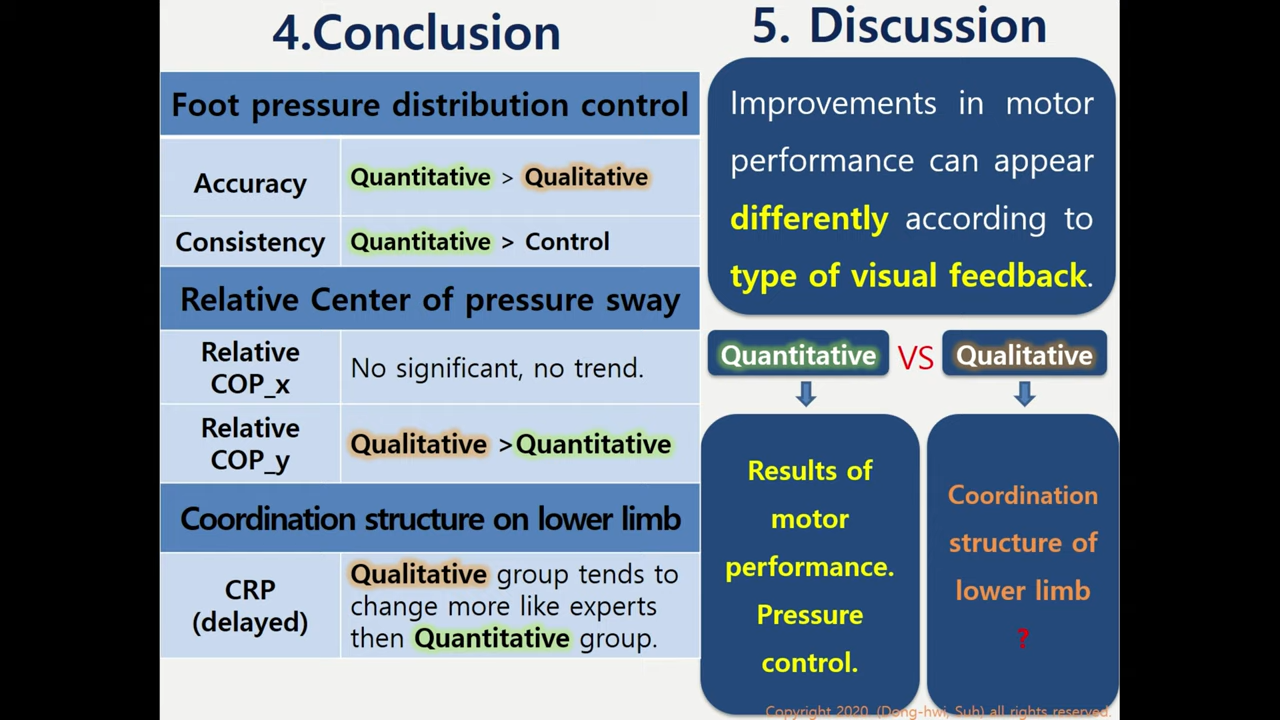 4.Conclusion
Foot pressure distribution control
Accuracy
Quantitative > Qualitative
Consistency
Quantitative > Control
Relative Center of pressure sway
Relative
COP_x
No significant, no trend.
Relative
COP_y
Qualitative >Quantitative
Coordination structure on lower limb
CRP
(delayed)
Qualitative group tends to
change more like experts
then Quantitative group.
5. Discussion
Improvements in motor
performance can appear
differently according to
type of visual feedback.
Quantitative VS Qualitative
Results of
motor
performance.
Pressure
control.
Coordination
structure of
lower limb
?
Copyright 2020. (Dong-hwi, Suh) all rights reserved.